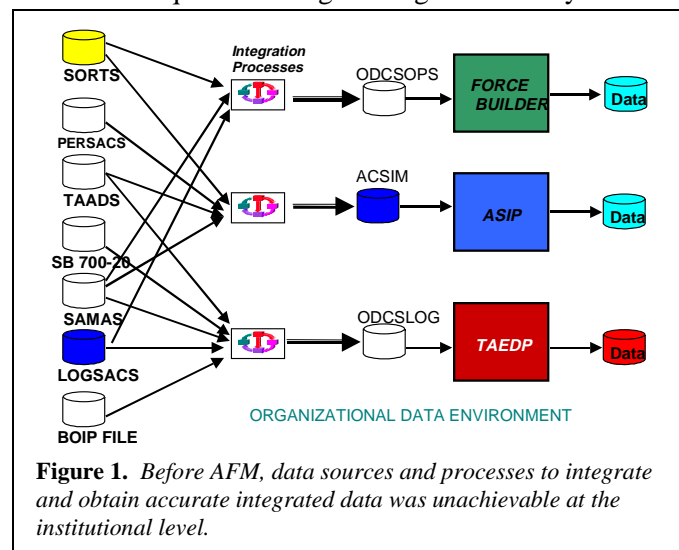 SORTS
PERSACS
TAADS
SB 700-20
SAMAS
LOGSACS
BOIP FILE
Integration
Processes
ODCSOPS
ACSIM
ODCSLOG
FORCE
BUILDER
ASIP
TAEDP
Data
Data
Data
ORGANIZATIONAL DATA ENVIRONMENT
Figure 1. Before AFM, data sources and processes to integrate
and obtain accurate integrated data was unachievable at the
institutional level.